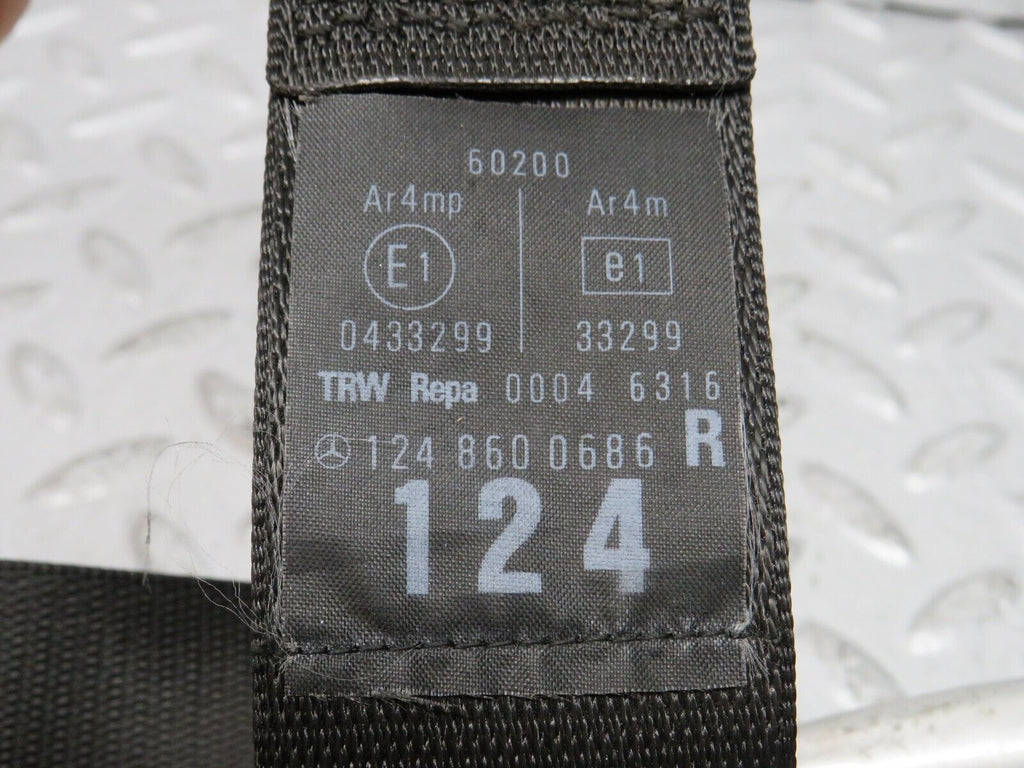 60200
Ar4mp Ar4m
E1 e1
0433299 33299
TRW Repa 0004 6316
124 860 0686 R
124